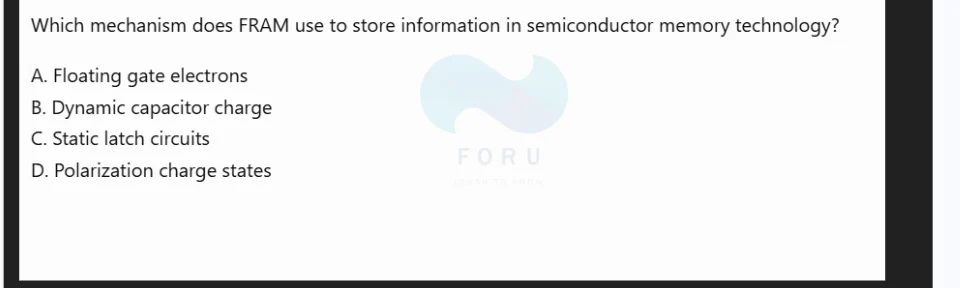 Which mechanism does FRAM use to store information in semiconductor memory technology?
A. Floating gate electrons
B. Dynamic capacitor charge
C. Static latch circuits
D. Polarization charge states
FORU